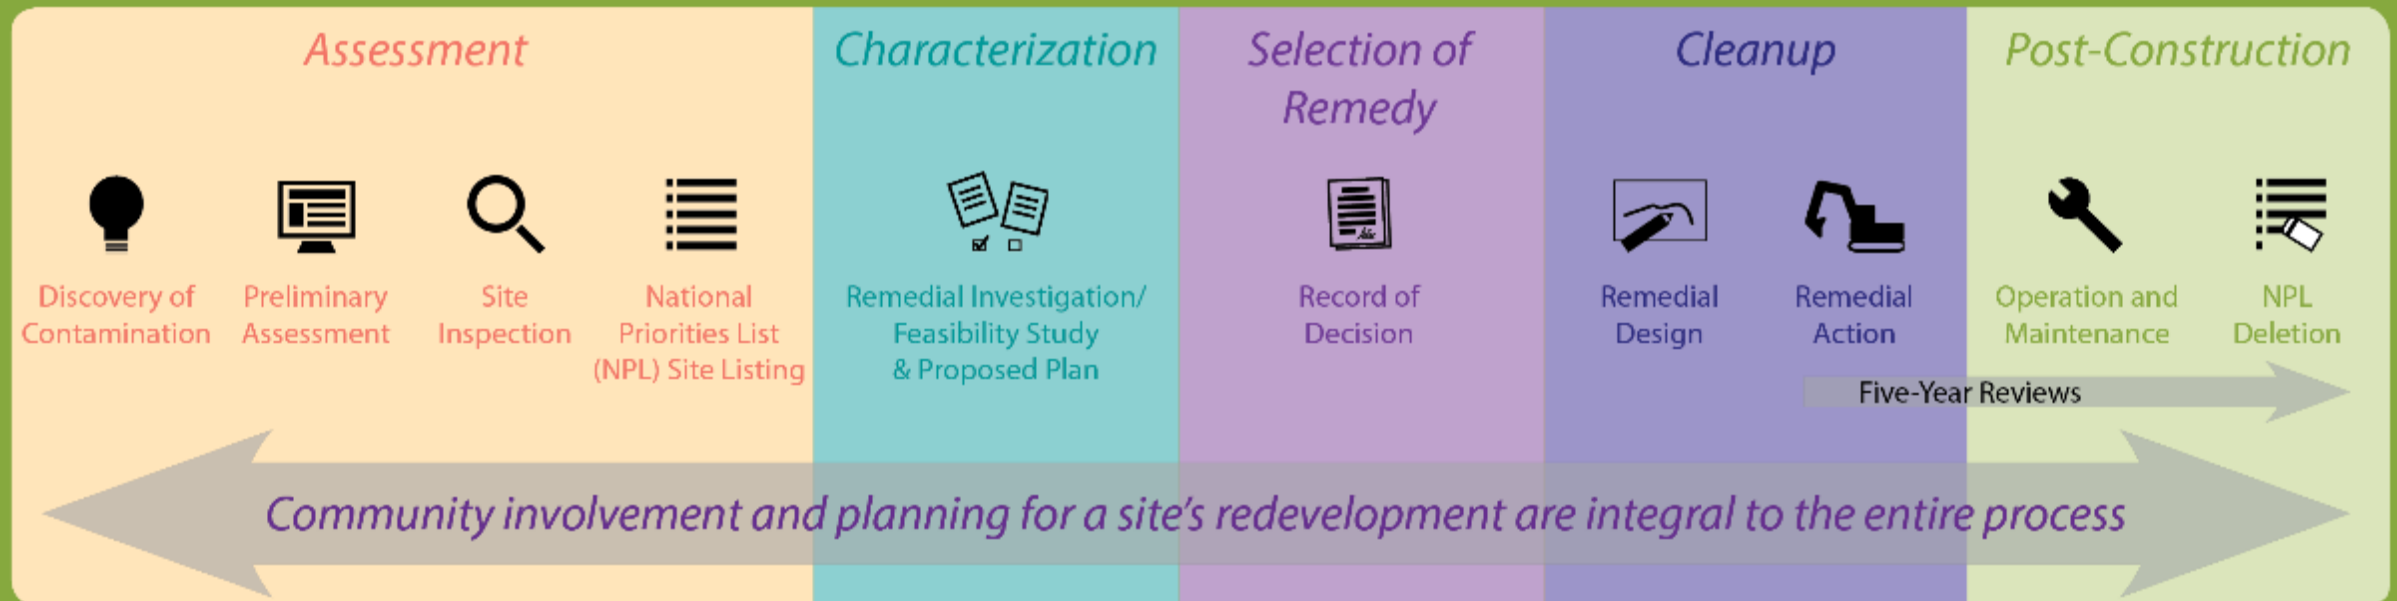 Assessment
Discovery of
Contamination
Preliminary
Assessment
Site
Inspection
National
Priorities List
(NPL) Site Listing
Characterization
Remedial Investigation/
Feasibility Study
& Proposed Plan
Selection of
Remedy
Record of
Decision
Cleanup
Remedial
Design
Remedial
Action
Post-Construction
Operation and
Maintenance
NPL
Deletion
Five-Year Reviews
Community involvement and planning for a site's redevelopment are integral to the entire process